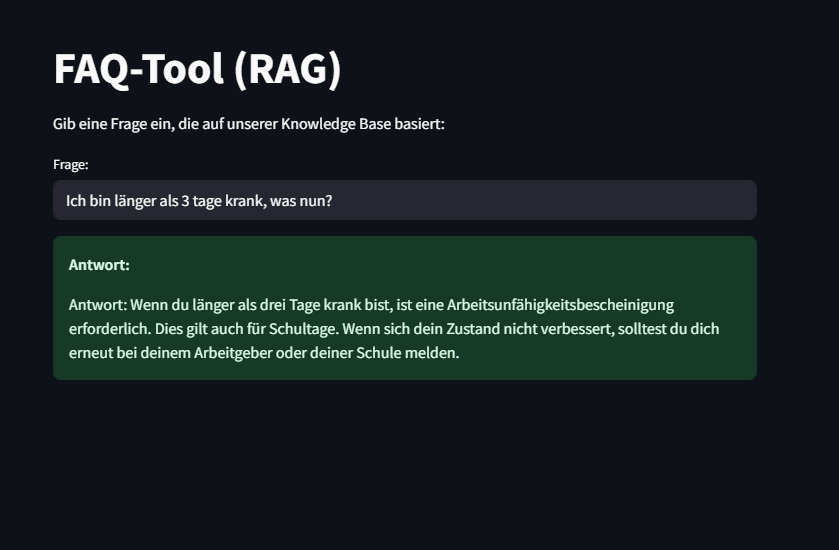 FAQ-Tool (RAG)
Gib eine Frage ein, die auf unserer Knowledge Base basiert:
Frage:
Ich bin länger als 3 tage krank, was nun?
Antwort:
Antwort: Wenn du länger als drei Tage krank bist, ist eine Arbeitsunfähigkeitsbescheinigung
erforderlich. Dies gilt auch für Schultage. Wenn sich dein Zustand nicht verbessert, solltest du dich
erneut bei deinem Arbeitgeber oder deiner Schule melden.